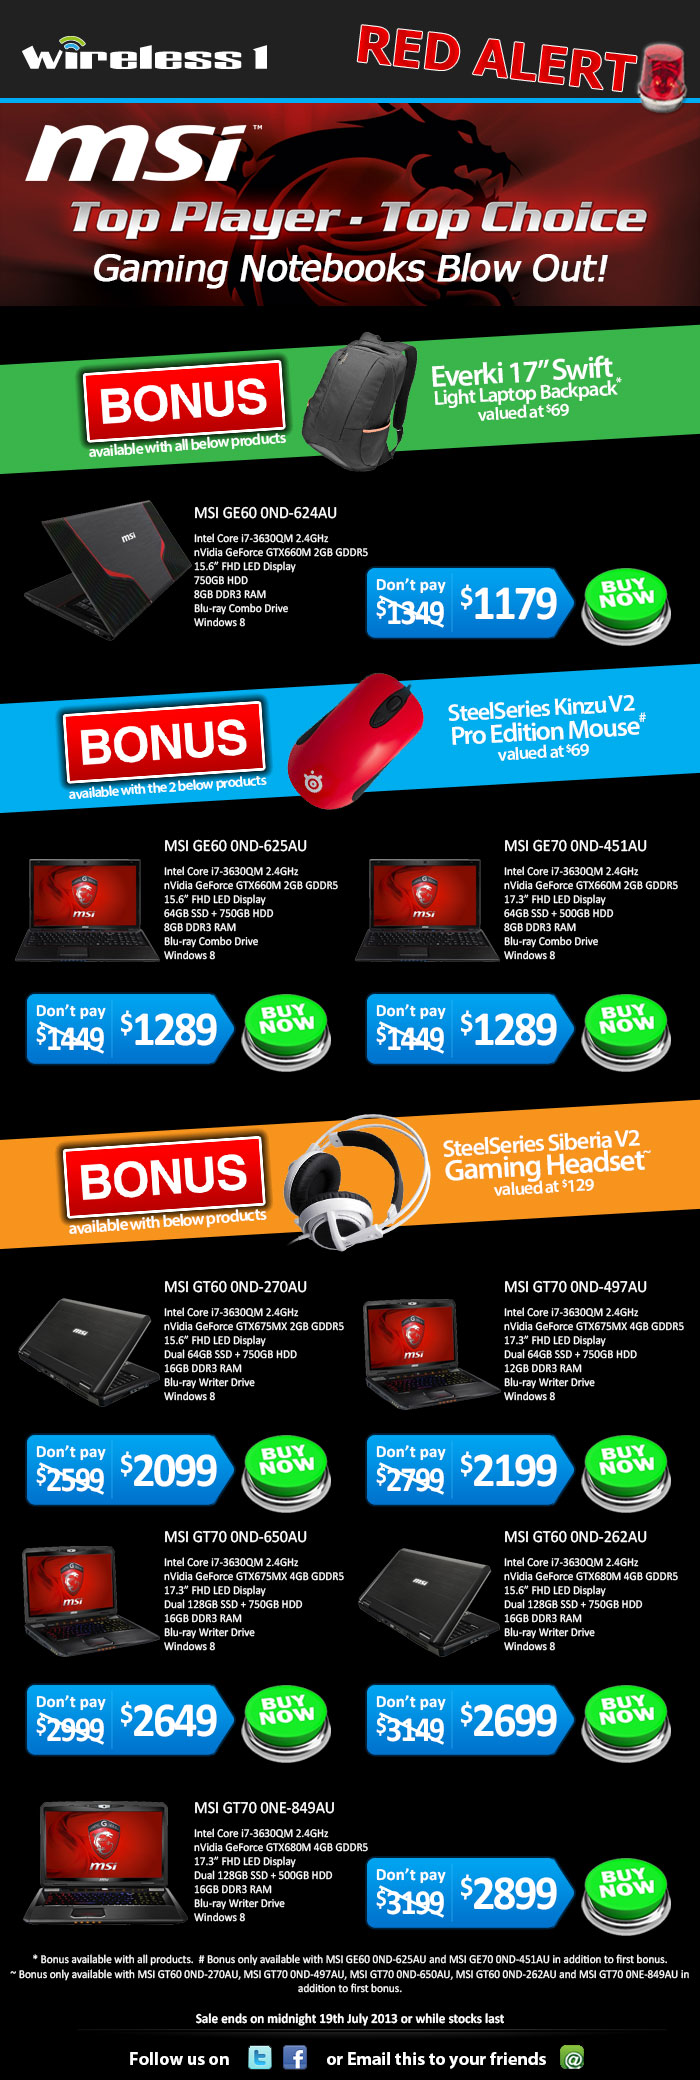 wireless 1
RED ALERT
msi™
Top Player - Top Choice
Gaming Notebooks Blow Out!
BONUS
available with all below products
Everki 17” Swift
Light Laptop Backpack*
valued at $69
msi
MSI GE60 0ND-624AU
Intel Core i7-3630QM 2.4GHz
nVidia GeForce GTX660M 2GB GDDR5
15.6” FHD LED Display
750GB HDD
8GB DDR3 RAM
Blu-ray Combo Drive
Windows 8
Don’t pay
$1349
$1179
BUY
NOW
BONUS
available with the 2 below products
SteelSeries Kinzu V2
Pro Edition Mouse#
valued at $69
MSI GE60 0ND-625AU
Intel Core i7-3630QM 2.4GHz
nVidia GeForce GTX660M 2GB GDDR5
15.6” FHD LED Display
64GB SSD + 750GB HDD
8GB DDR3 RAM
Blu-ray Combo Drive
Windows 8
msi
Don’t pay
$1449
$1289
BUY
NOW
MSI GE70 0ND-451AU
Intel Core i7-3630QM 2.4GHz
nVidia GeForce GTX660M 2GB GDDR5
17.3” FHD LED Display
64GB SSD + 500GB HDD
8GB DDR3 RAM
Blu-ray Combo Drive
Windows 8
msi
Don’t pay
$1449
$1289
BUY
NOW
BONUS
available with below products
SteelSeries Siberia V2
Gaming Headset~
valued at $129
MSI GT60 0ND-270AU
Intel Core i7-3630QM 2.4GHz
nVidia GeForce GTX675MX 2GB GDDR5
15.6” FHD LED Display
Dual 64GB SSD + 750GB HDD
16GB DDR3 RAM
Blu-ray Writer Drive
Windows 8
msi
Don’t pay
$2599
$2099
BUY
NOW
MSI GT70 0ND-497AU
Intel Core i7-3630QM 2.4GHz
nVidia GeForce GTX675MX 4GB GDDR5
17.3” FHD LED Display
Dual 64GB SSD + 750GB HDD
12GB DDR3 RAM
Blu-ray Writer Drive
Windows 8
msi
Don’t pay
$2799
$2199
BUY
NOW
MSI GT70 0ND-650AU
Intel Core i7-3630QM 2.4GHz
nVidia GeForce GTX675MX 4GB GDDR5
17.3” FHD LED Display
Dual 128GB SSD + 750GB HDD
16GB DDR3 RAM
Blu-ray Writer Drive
Windows 8
msi
Don’t pay
$2999
$2649
BUY
NOW
MSI GT60 0ND-262AU
Intel Core i7-3630QM 2.4GHz
nVidia GeForce GTX680M 4GB GDDR5
15.6” FHD LED Display
Dual 128GB SSD + 750GB HDD
16GB DDR3 RAM
Blu-ray Writer Drive
Windows 8
msi
Don’t pay
$3149
$2699
BUY
NOW
MSI GT70 0NE-849AU
Intel Core i7-3630QM 2.4GHz
nVidia GeForce GTX680M 4GB GDDR5
17.3” FHD LED Display
Dual 128GB SSD + 500GB HDD
16GB DDR3 RAM
Blu-ray Writer Drive
Windows 8
msi
Don’t pay
$3199
$2899
BUY
NOW
* Bonus available with all products. # Bonus only available with MSI GE60 0ND-625AU and MSI GE70 0ND-451AU in addition to first bonus.
~ Bonus only available with MSI GT60 0ND-270AU, MSI GT70 0ND-497AU, MSI GT70 0ND-650AU, MSI GT60 0ND-262AU and MSI GT70 0NE-849AU in
addition to first bonus.
Sale ends on midnight 19th July 2013 or while stocks last
Follow us on t f or Email this to your friends @